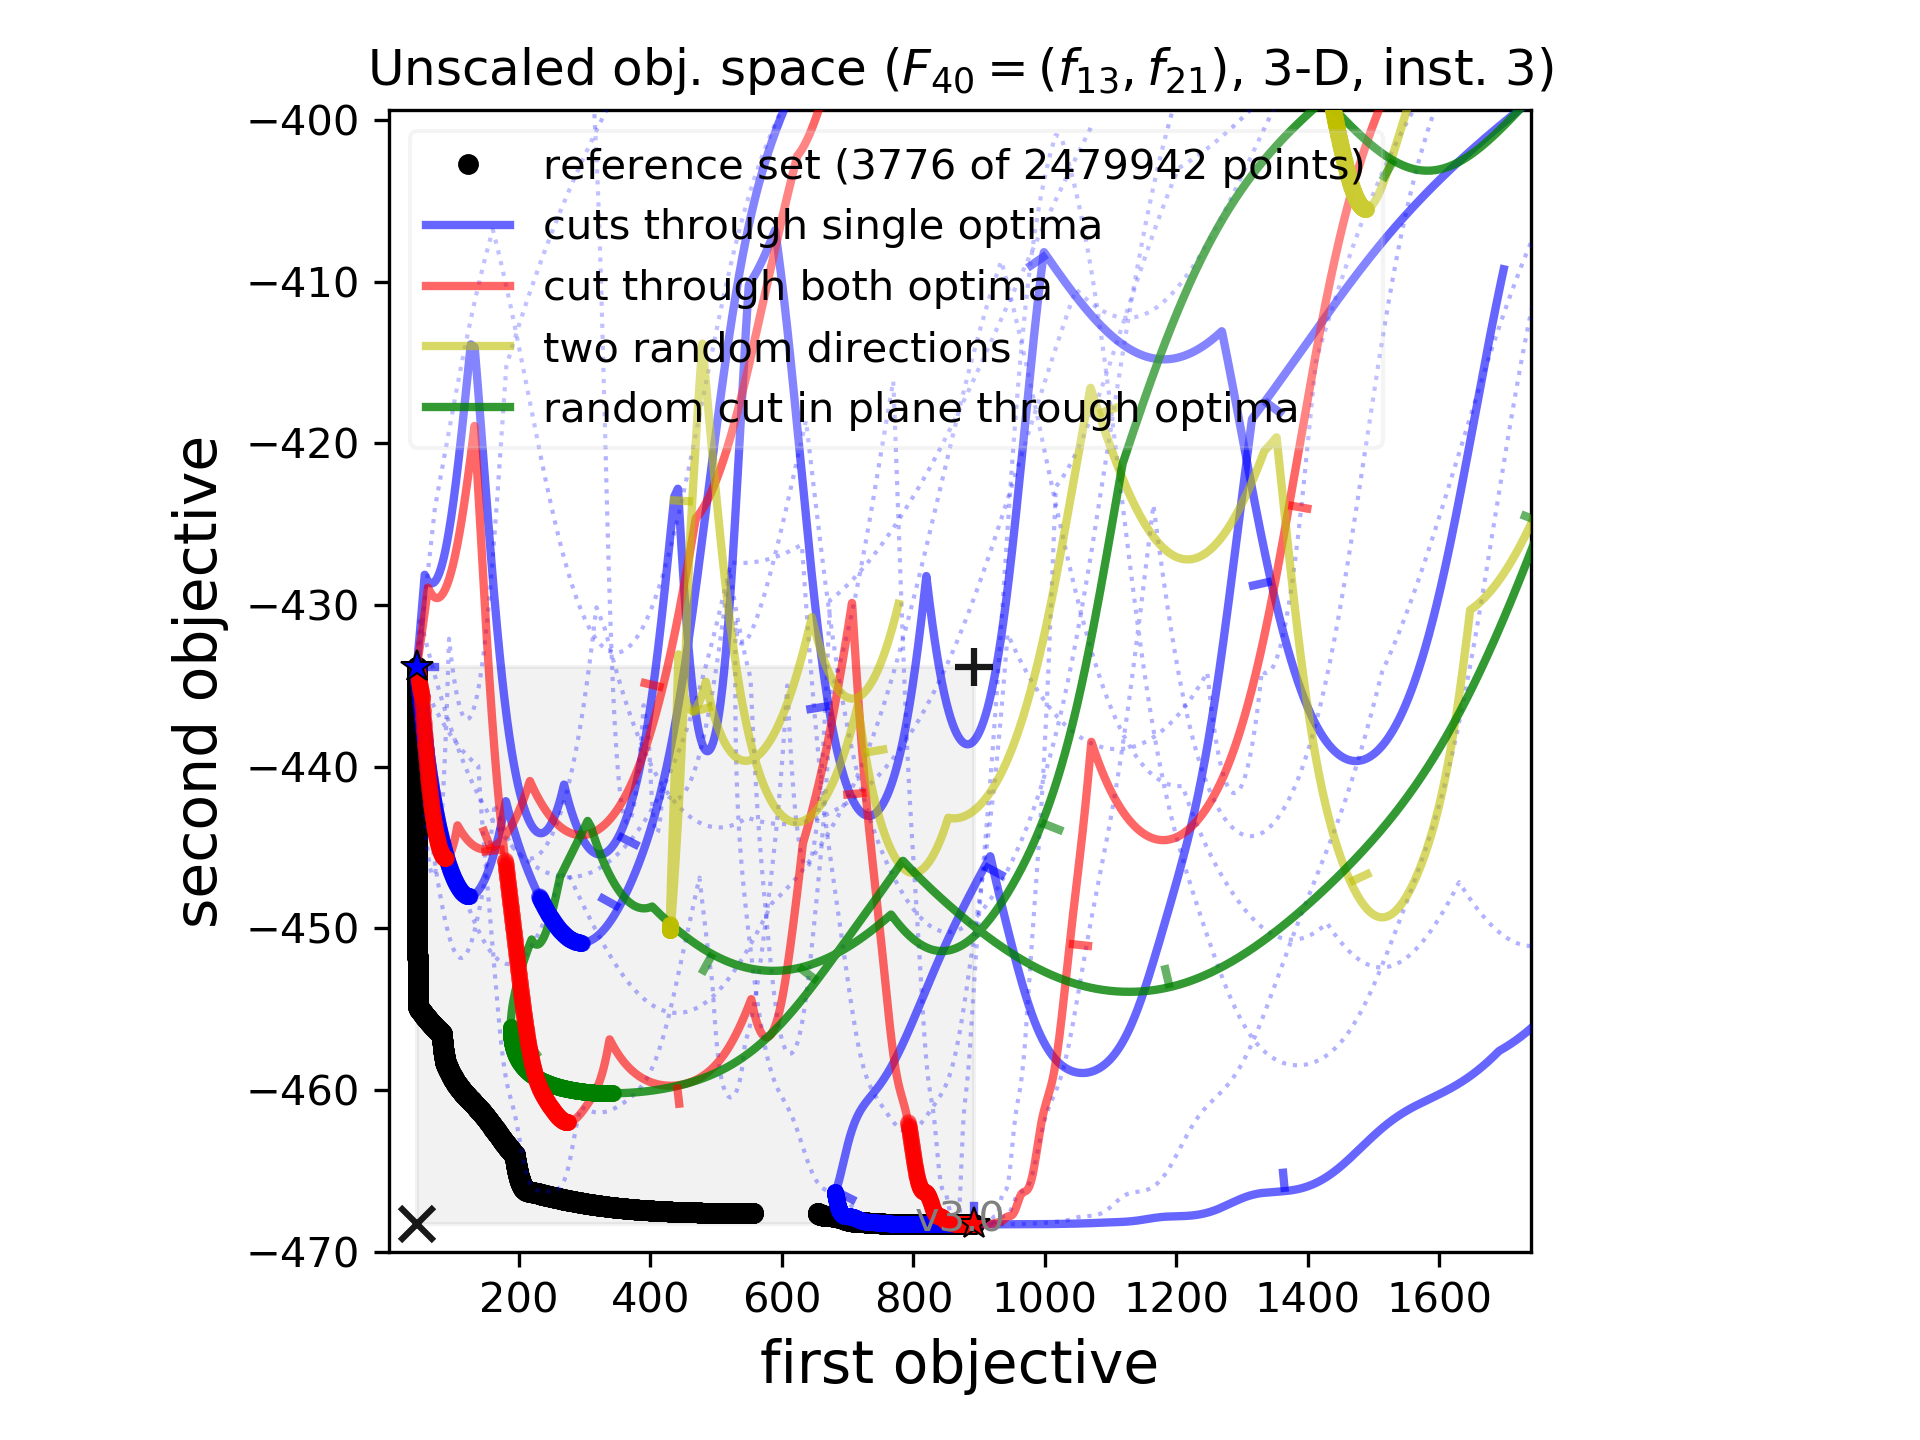 Unscaled obj. space (F₄₀ = (f₁₃, f₂₁), 3-D, inst. 3)
reference set (3776 of 2479942 points)
cuts through single optima
cut through both optima
two random directions
random cut in plane through optima
second objective
−400
−410
−420
−430
−440
−450
−460
−470
v3.0
200 400 600 800 1000 1200 1400 1600
first objective